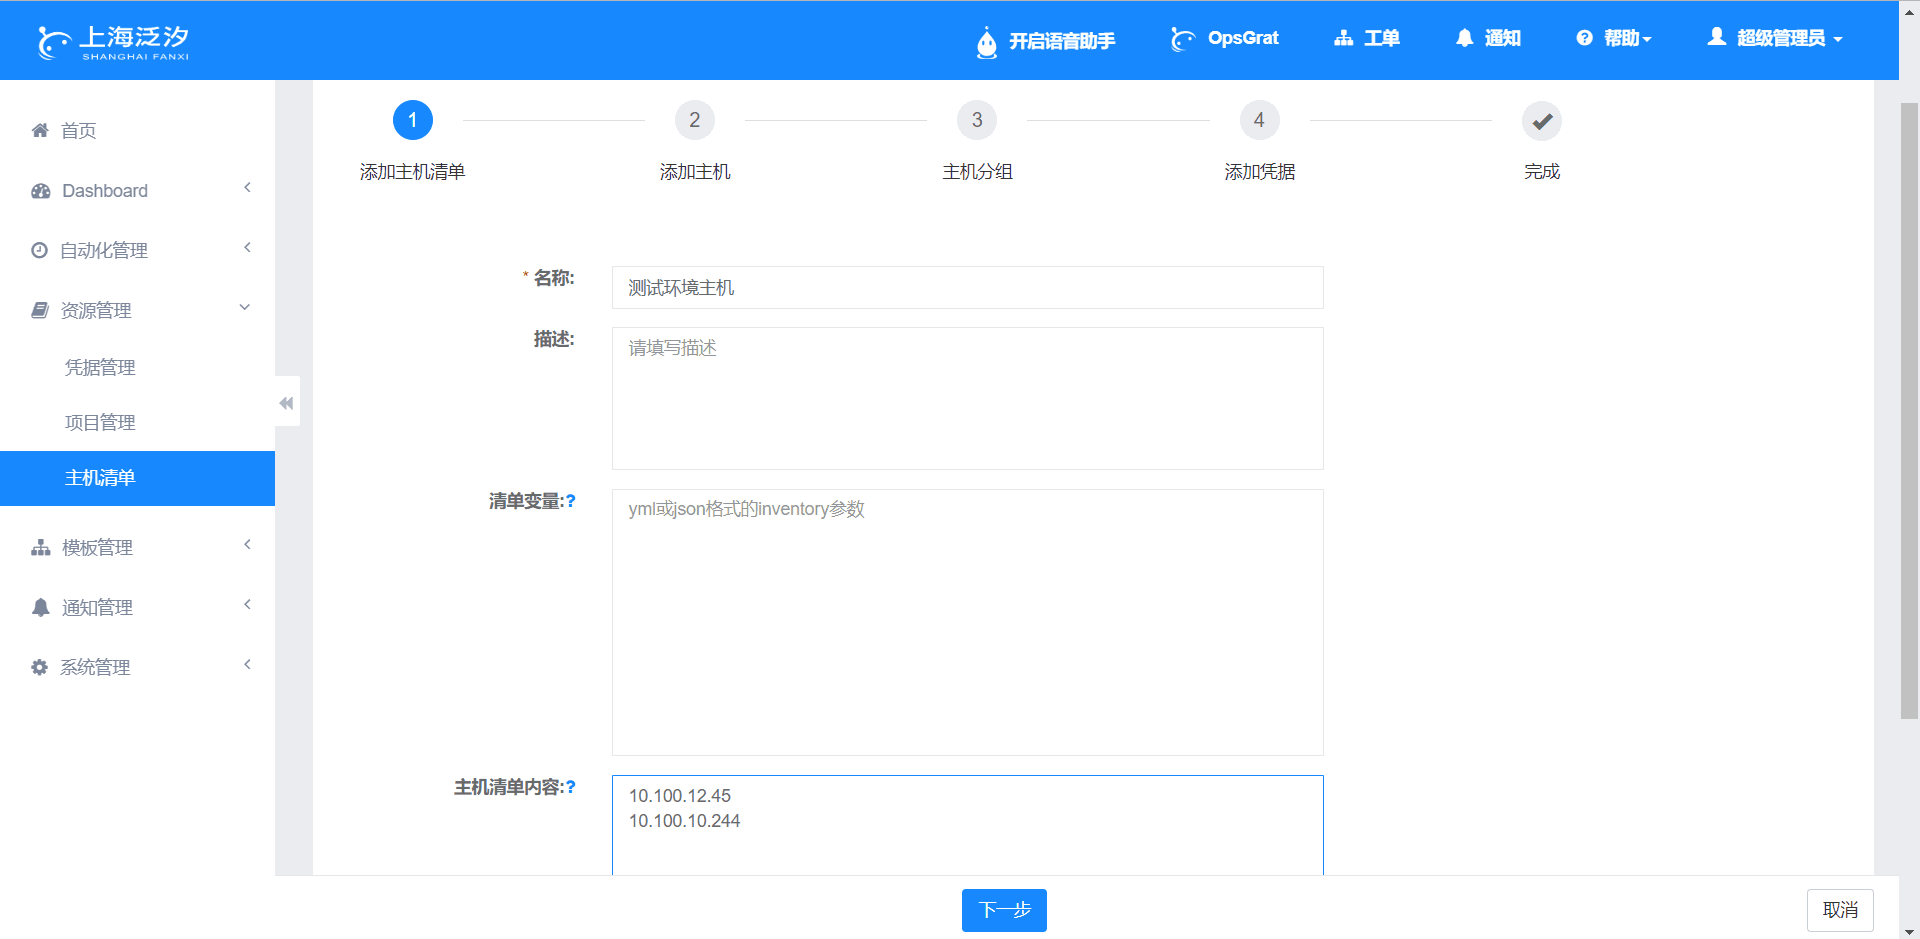 上海泛汐
SHANGHAI FANXI
开启语音助手
OpsGrat
工单
通知
帮助
超级管理员
首页
Dashboard
自动化管理
资源管理
凭据管理
项目管理
主机清单
模板管理
通知管理
系统管理
1
2
3
4
添加主机清单
添加主机
主机分组
添加凭据
完成
* 名称:
测试环境主机
描述:
请填写描述
清单变量:?
yml或json格式的inventory参数
主机清单内容:?
10.100.12.45
10.100.10.244
下一步
取消